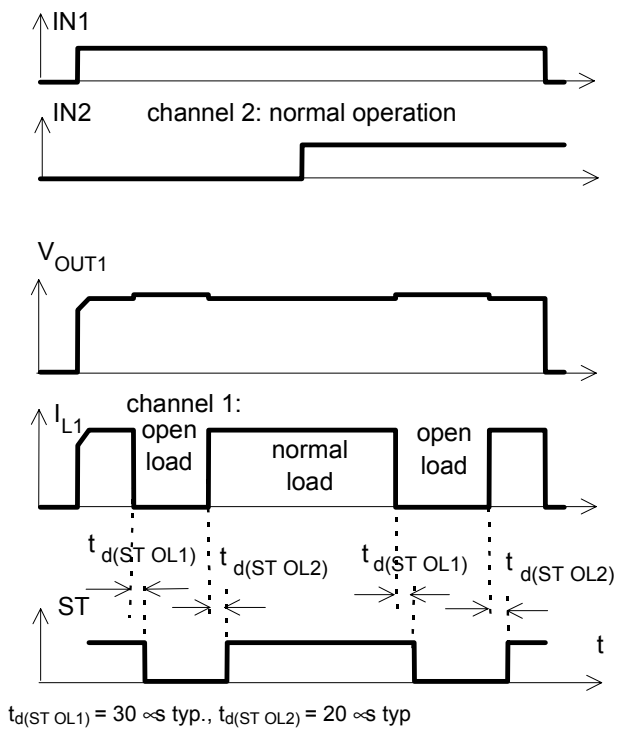 IN1
IN2
channel 2: normal operation
VOUT1
IL1
channel 1:
open
load
normal
load
open
load
t d(ST OL1)
t d(ST OL2)
t d(ST OL1)
t d(ST OL2)
ST
t
td(ST OL1) = 30 ∝s typ., td(ST OL2) = 20 ∝s typ